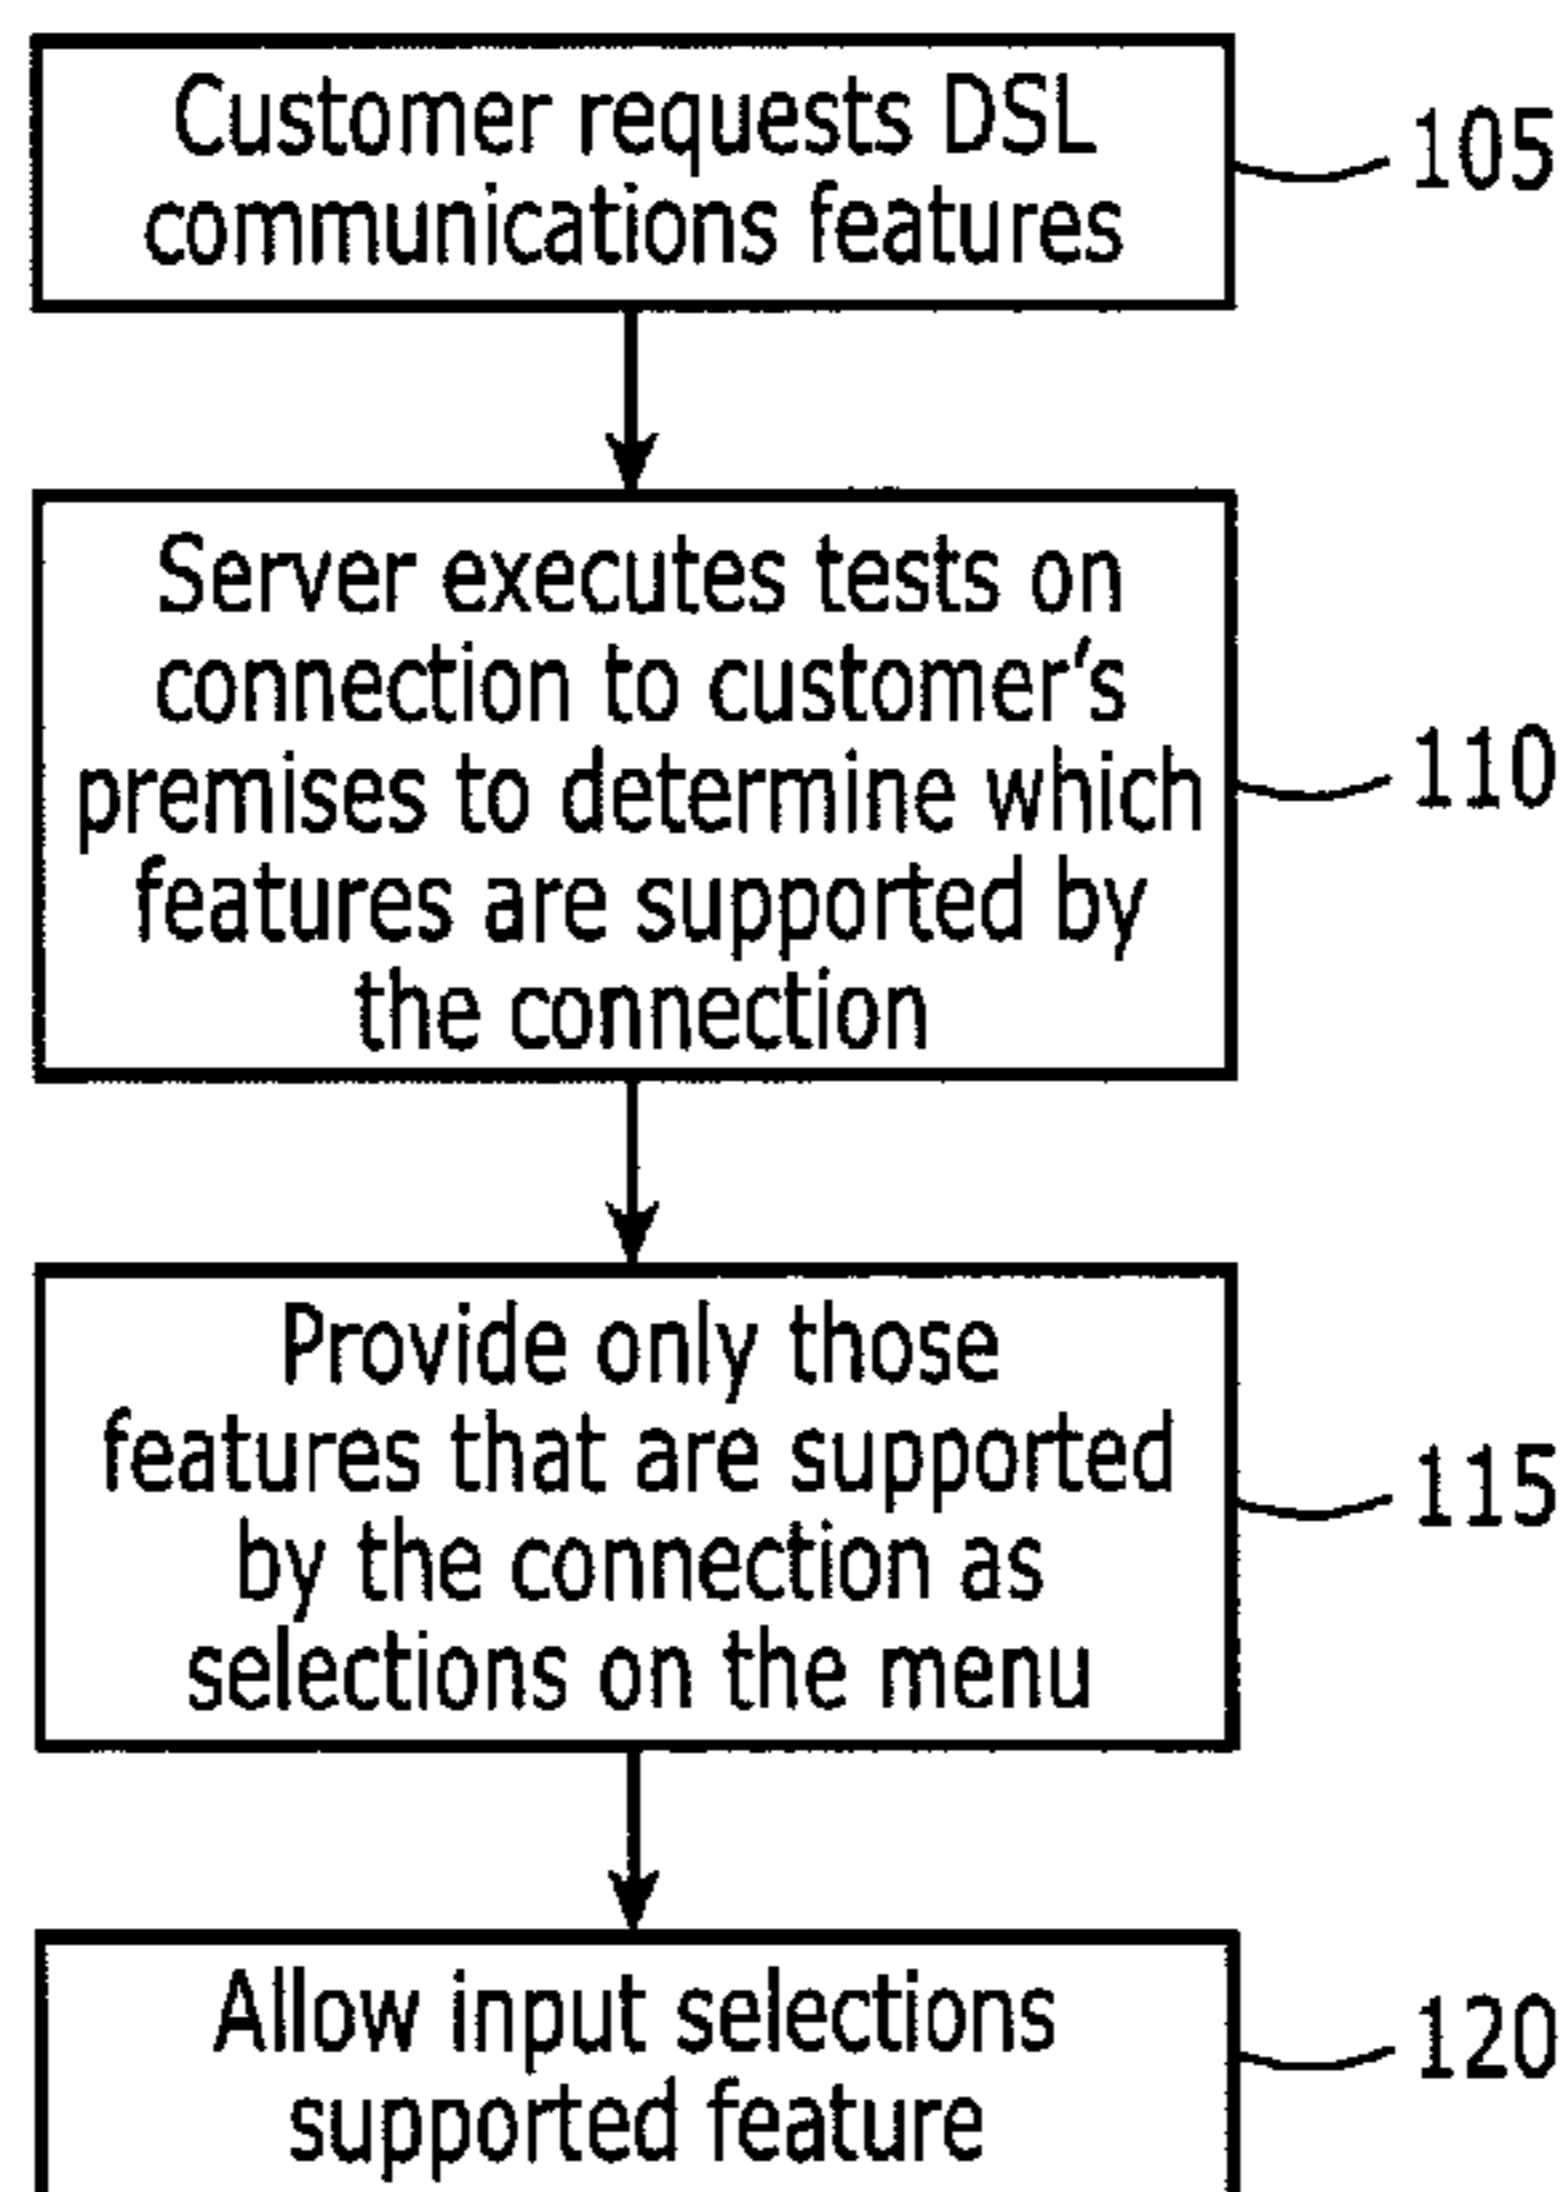 Customer requests DSL
communications features
105
Server executes tests on
connection to customer's
premises to determine which
features are supported by
the connection
110
Provide only those
features that are supported
by the connection as
selections on the menu
115
Allow input selections
supported feature
120